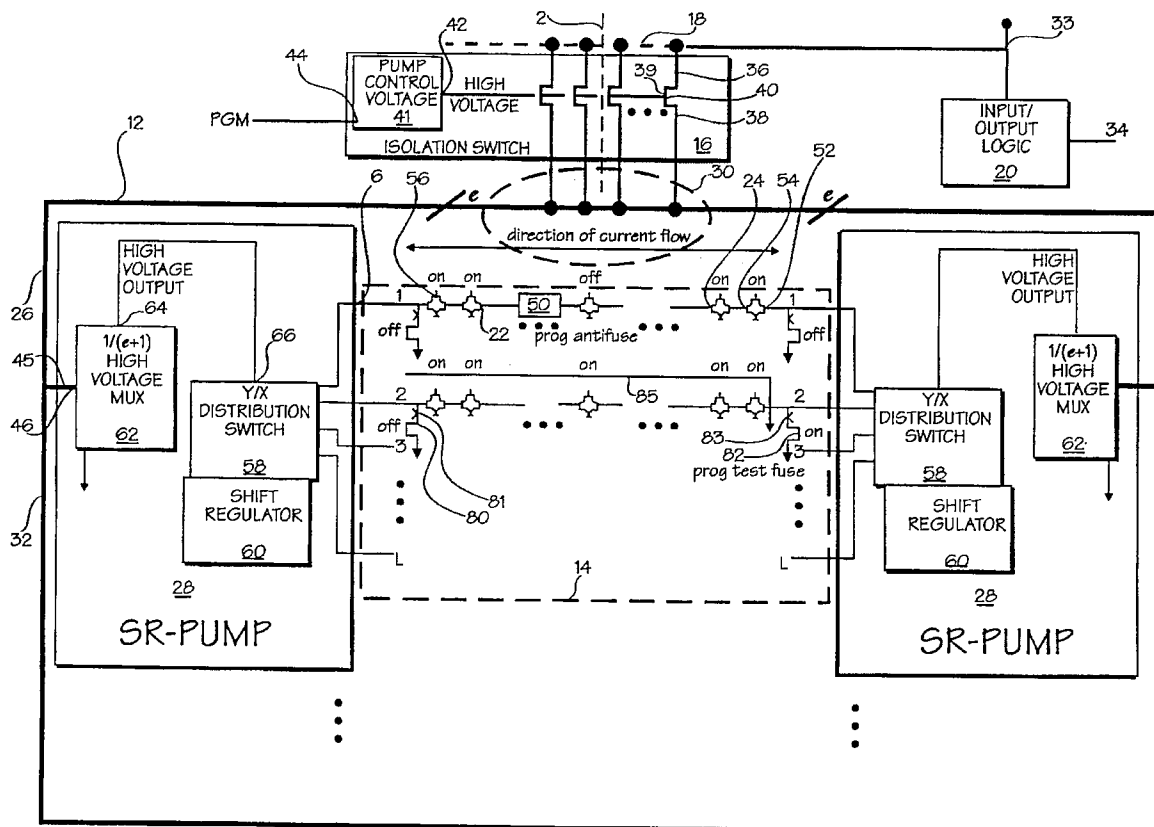 34
2
18
33
42
44
PUMP
CONTROL
VOLTAGE
41
HIGH
VOLTAGE
39
36
40
38
PGM
ISOLATION SWITCH
16
INPUT/
OUTPUT
LOGIC
20
34
12
6
56
e
30
24
54
52
e
direction of current flow
SR-PUMP
28
HIGH
VOLTAGE
OUTPUT
64
26
45
46
32
1/(e+1)
HIGH
VOLTAGE
MUX
62
66
Y/X
DISTRIBUTION
SWITCH
58
SHIFT
REGULATOR
60
1
on
on
50
off
on
on
1
off
22
prog antifuse
off
on
on
on
on
on
85
2
2
off
3
83
82
on
3
prog test fuse
81
80
L
L
14
HIGH
VOLTAGE
OUTPUT
1/(e+1)
HIGH
VOLTAGE
MUX
62
Y/X
DISTRIBUTION
SWITCH
58
SHIFT
REGULATOR
60
28
SR-PUMP